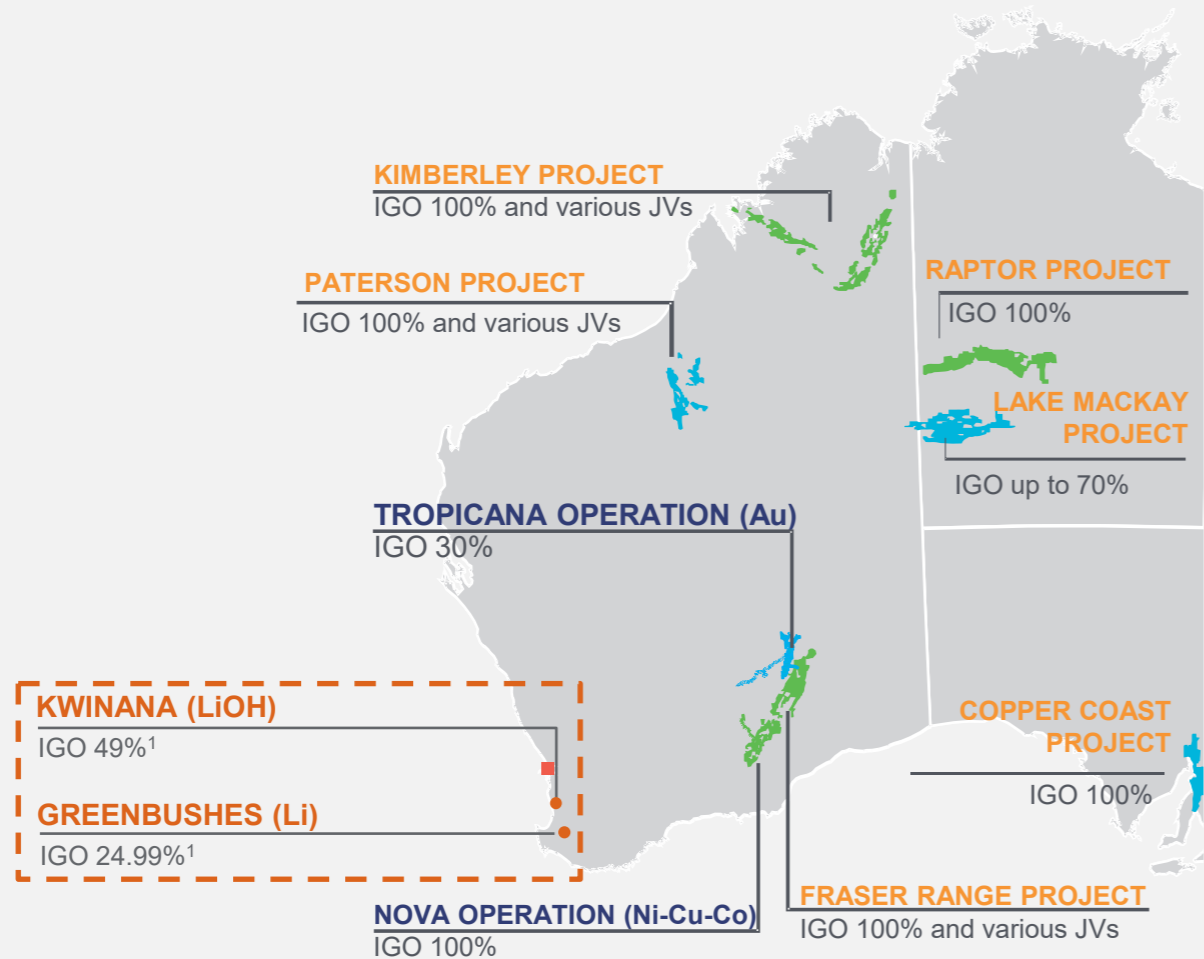 KIMBERLEY PROJECT
IGO 100% and various JVs
PATERSON PROJECT
IGO 100% and various JVs
RAPTOR PROJECT
IGO 100%
LAKE MACKAY
PROJECT
IGO up to 70%
TROPICANA OPERATION (Au)
IGO 30%
KWINANA (LiOH)
IGO 49%¹
GREENBUSHES (Li)
IGO 24.99%¹
COPPER COAST
PROJECT
IGO 100%
NOVA OPERATION (Ni-Cu-Co)
IGO 100%
FRASER RANGE PROJECT
IGO 100% and various JVs